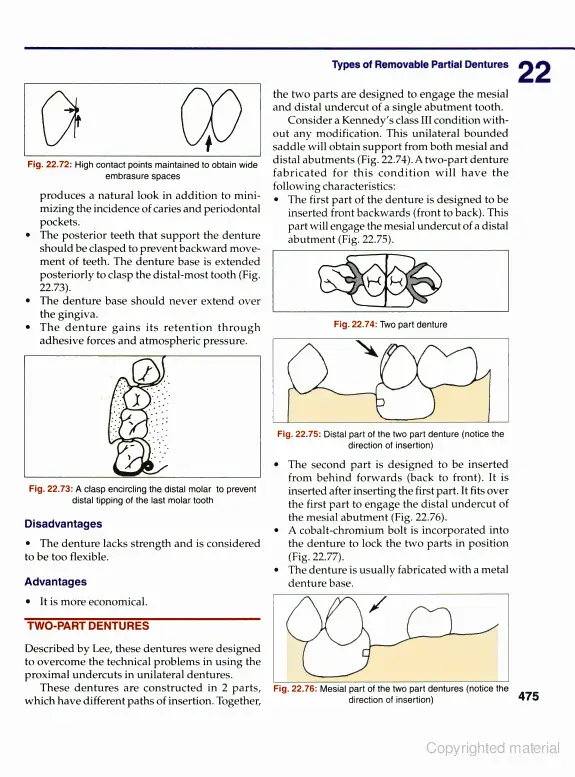 Types of Removable Partial Dentures
22
Fig. 22.72: High contact points maintained to obtain wide
embrasure spaces
produces a natural look in addition to mini-
mizing the incidence of caries and periodontal
pockets.
• The posterior teeth that support the denture
should be clasped to prevent backward move-
ment of teeth. The denture base is extended
posteriorly to clasp the distal-most tooth (Fig.
22.73).
• The denture base should never extend over
the gingiva.
• The denture gains its retention through
adhesive forces and atmospheric pressure.
Fig. 22.73: A clasp encircling the distal molar to prevent
distal tipping of the last molar tooth
Disadvantages
• The denture lacks strength and is considered
to be too flexible.
Advantages
• It is more economical.
TWO-PART DENTURES
Described by Lee, these dentures were designed
to overcome the technical problems in using the
proximal undercuts in unilateral dentures.
These dentures are constructed in 2 parts,
which have different paths of insertion. Together,
the two parts are designed to engage the mesial
and distal undercut of a single abutment tooth.
Consider a Kennedy's class III condition with-
out any modification. This unilateral bounded
saddle will obtain support from both mesial and
distal abutments (Fig. 22.74). A two-part denture
fabricated for this condition will have the
following characteristics:
• The first part of the denture is designed to be
inserted front backwards (front to back). This
part will engage the mesial undercut of a distal
abutment (Fig. 22.75).
Fig. 22.74: Two part denture
Fig. 22.75: Distal part of the two part denture (notice the
direction of insertion)
• The second part is designed to be inserted
from behind forwards (back to front). It is
inserted after inserting the first part. It fits over
the first part to engage the distal undercut of
the mesial abutment (Fig. 22.76).
• A cobalt-chromium bolt is incorporated into
the denture to lock the two parts in position
(Fig. 22.77).
• The denture is usually fabricated with a metal
denture base.
Fig. 22.76: Mesial part of the two part dentures (notice the
direction of insertion)
475
Copyrighted material